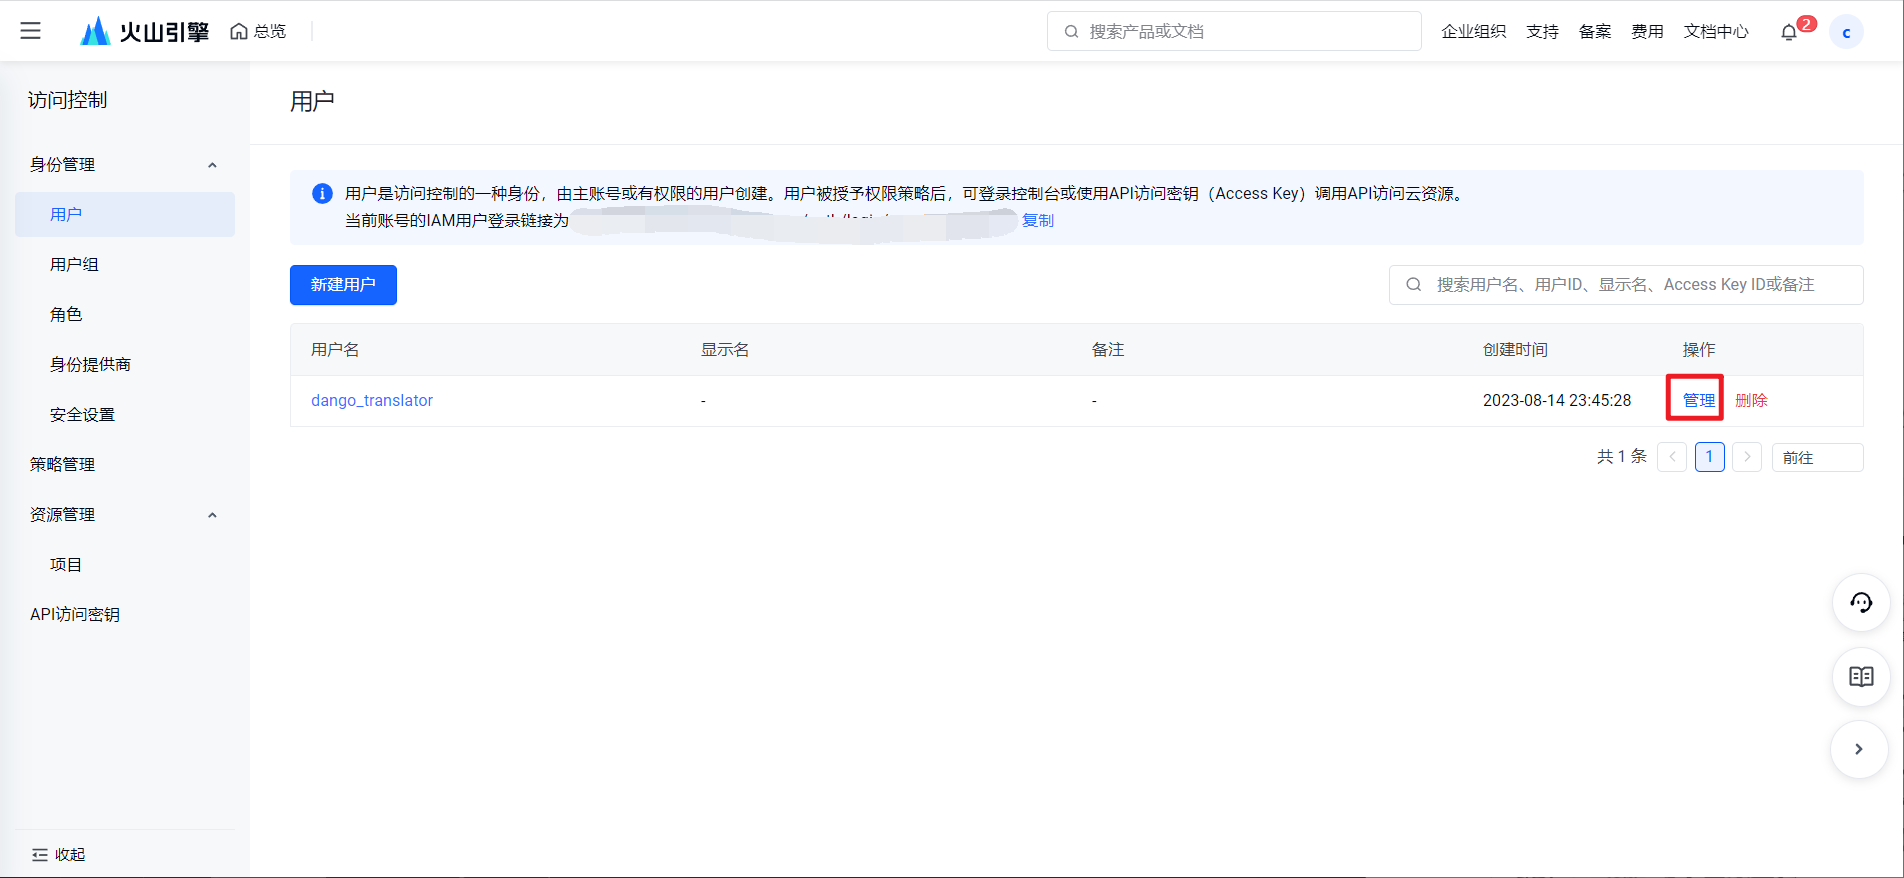 火山引擎
总览
搜索产品或文档
企业组织
支持
备案
费用
文档中心
2
c
访问控制
身份管理
用户
用户组
角色
身份提供商
安全设置
策略管理
资源管理
项目
API访问密钥
收起
用户
用户是访问控制的一种身份，由主账号或有权限的用户创建。用户被授予权限策略后，可登录控制台或使用API访问密钥（Access Key）调用API访问云资源。
当前账号的IAM用户登录链接为 复制
新建用户
搜索用户名、用户ID、显示名、Access Key ID或备注
用户名 显示名 备注 创建时间 操作
dango_translator - - 2023-08-14 23:45:28 管理 删除
共 1 条 1 前往